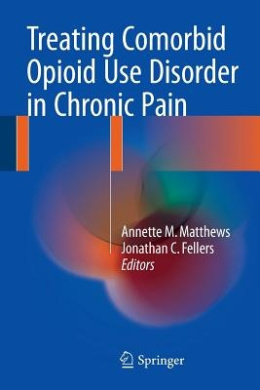 Treating Comorbid
Opioid Use Disorder
in Chronic Pain
Annette M. Matthews
Jonathan C. Fellers
Editors
Springer